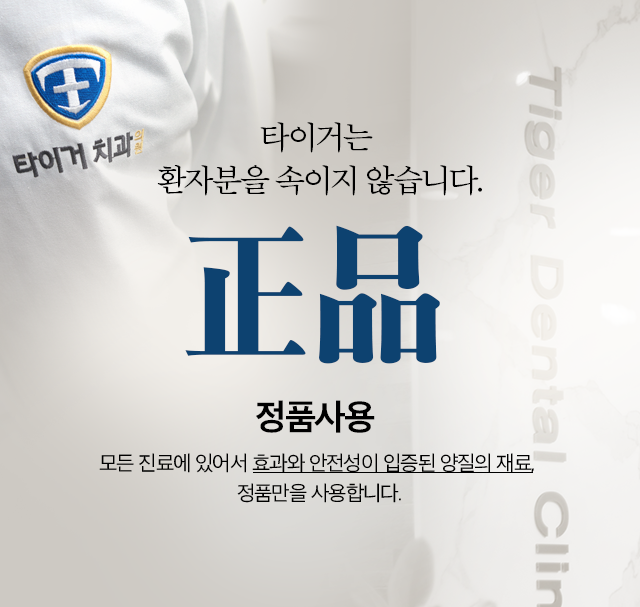 타이거 치과의원
타이거는
환자분을 속이지 않습니다.
正品
정품사용
모든 진료에 있어서 효과와 안전성이 입증된 양질의 재료,
정품만을 사용합니다.
Tiger Dental Clin